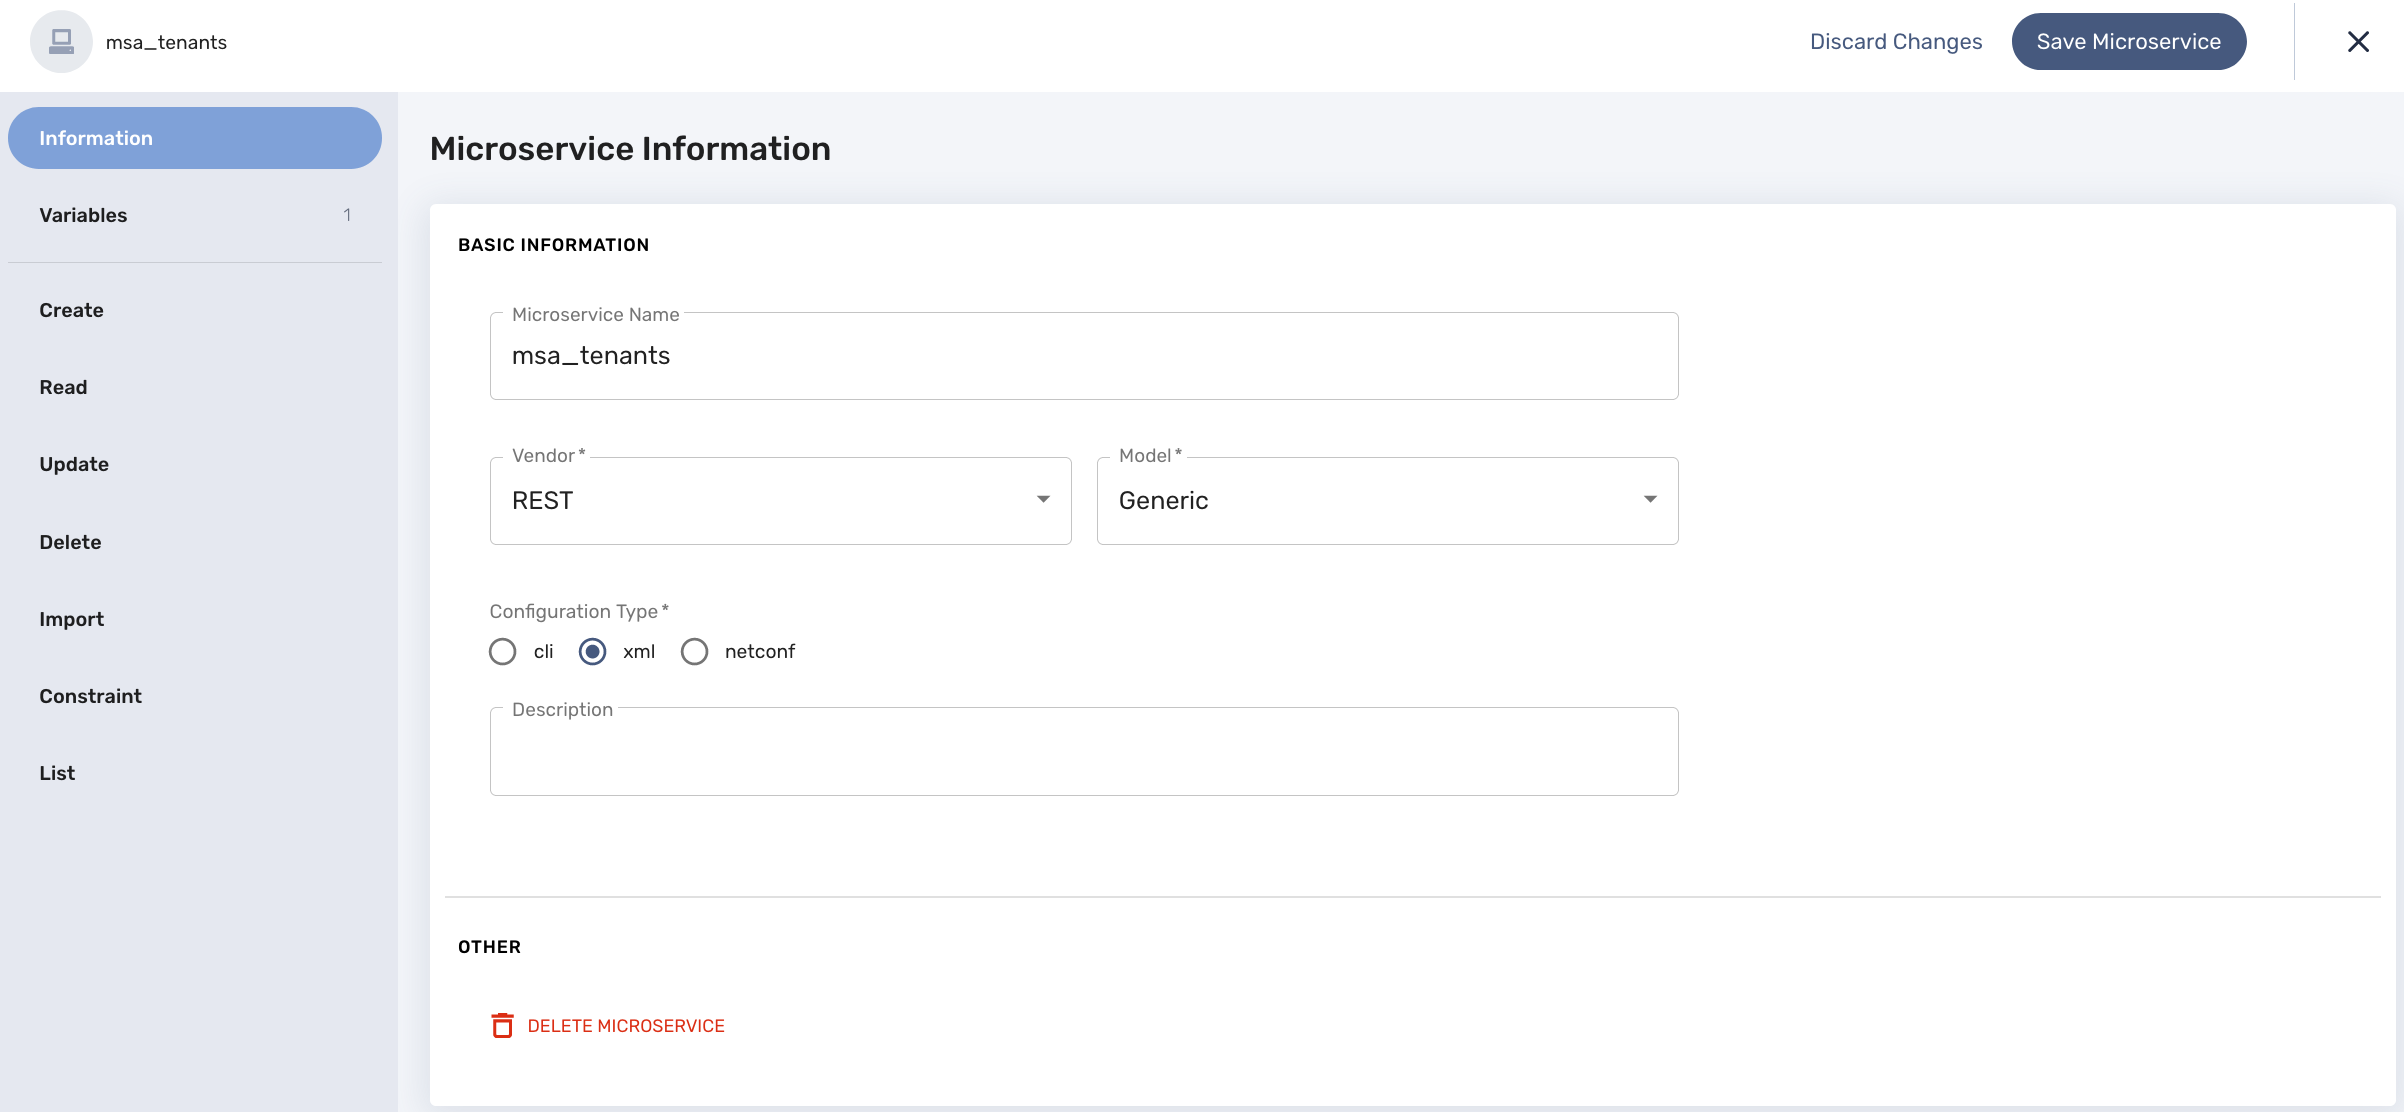 msa_tenants
Discard Changes
Save Microservice
Information
Variables 1
Create
Read
Update
Delete
Import
Constraint
List
Microservice Information
BASIC INFORMATION
Microservice Name
msa_tenants
Vendor *
REST
Model *
Generic
Configuration Type *
cli xml netconf
Description
OTHER
DELETE MICROSERVICE